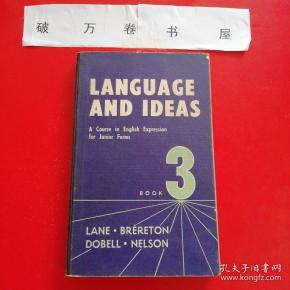 破 万 卷 书 屋
LANGUAGE
AND IDEAS
A Course in English Expression
for Junior Forms
BOOK
3
LANE · BRERETON
DOBELL · NELSON
孔夫子旧书网